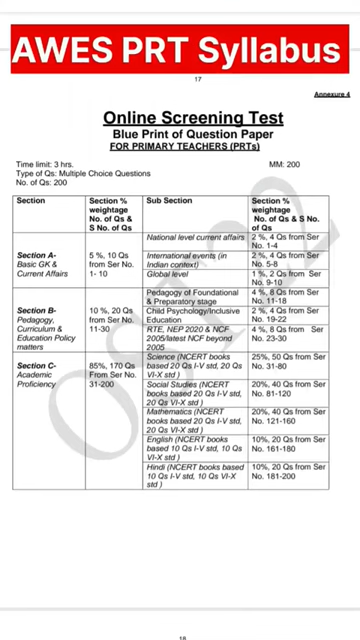 AWES PRT Syllabus
17
Annexure 4
Online Screening Test
Blue Print of Question Paper
FOR PRIMARY TEACHERS (PRTs)
Time limit: 3 hrs. MM: 200
Type of Qs: Multiple Choice Questions
No. of Qs: 200
Section
Section %
weightage
No. of Qs &
S No. of Qs
Sub Section
Section %
weightage
No of Qs & S No.
of Qs
Section A-
Basic GK &
Current Affairs
5 %, 10 Qs
from Ser No.
1- 10
National level current affairs
2 %, 4 Qs from Ser
No. 1-4
International events (in
Indian context)
2 %, 4 Qs from Ser
No. 5-8
Global level
1 %, 2 Qs from Ser
No. 9-10
Section B-
Pedagogy,
Curriculum &
Education Policy
matters
10 %, 20 Qs
from Ser No.
11-30
Pedagogy of Foundational
& Preparatory stage
4 %, 8 Qs from Ser
No. 11-18
Child Psychology/Inclusive
Education
2 %, 4 Qs from Ser
No. 19-22
RTE, NEP 2020 & NCF
2005/latest NCF beyond
2005
4 %, 8 Qs from Ser
No. 23-30
Section C-
Academic
Proficiency
85%, 170 Qs
From Ser No.
31-200
Science (NCERT books
based 20 Qs I-V std, 20 Qs
VI-X std )
25%, 50 Qs from Ser
No. 31-80
Social Studies (NCERT
books based 20 Qs I-V std,
20 Qs VI-X std )
20%, 40 Qs from Ser
No. 81-120
Mathematics (NCERT
books based 20 Qs I-V std,
20 Qs VI-X std )
20%, 40 Qs from Ser
No. 121-160
English (NCERT books
based 10 Qs I-V std, 10 Qs
VI-X std )
10%, 20 Qs from Ser
No. 161-180
Hindi (NCERT books based
10 Qs I-V std, 10 Qs VI-X
std )
10%, 20 Qs from Ser
No. 181-200
18